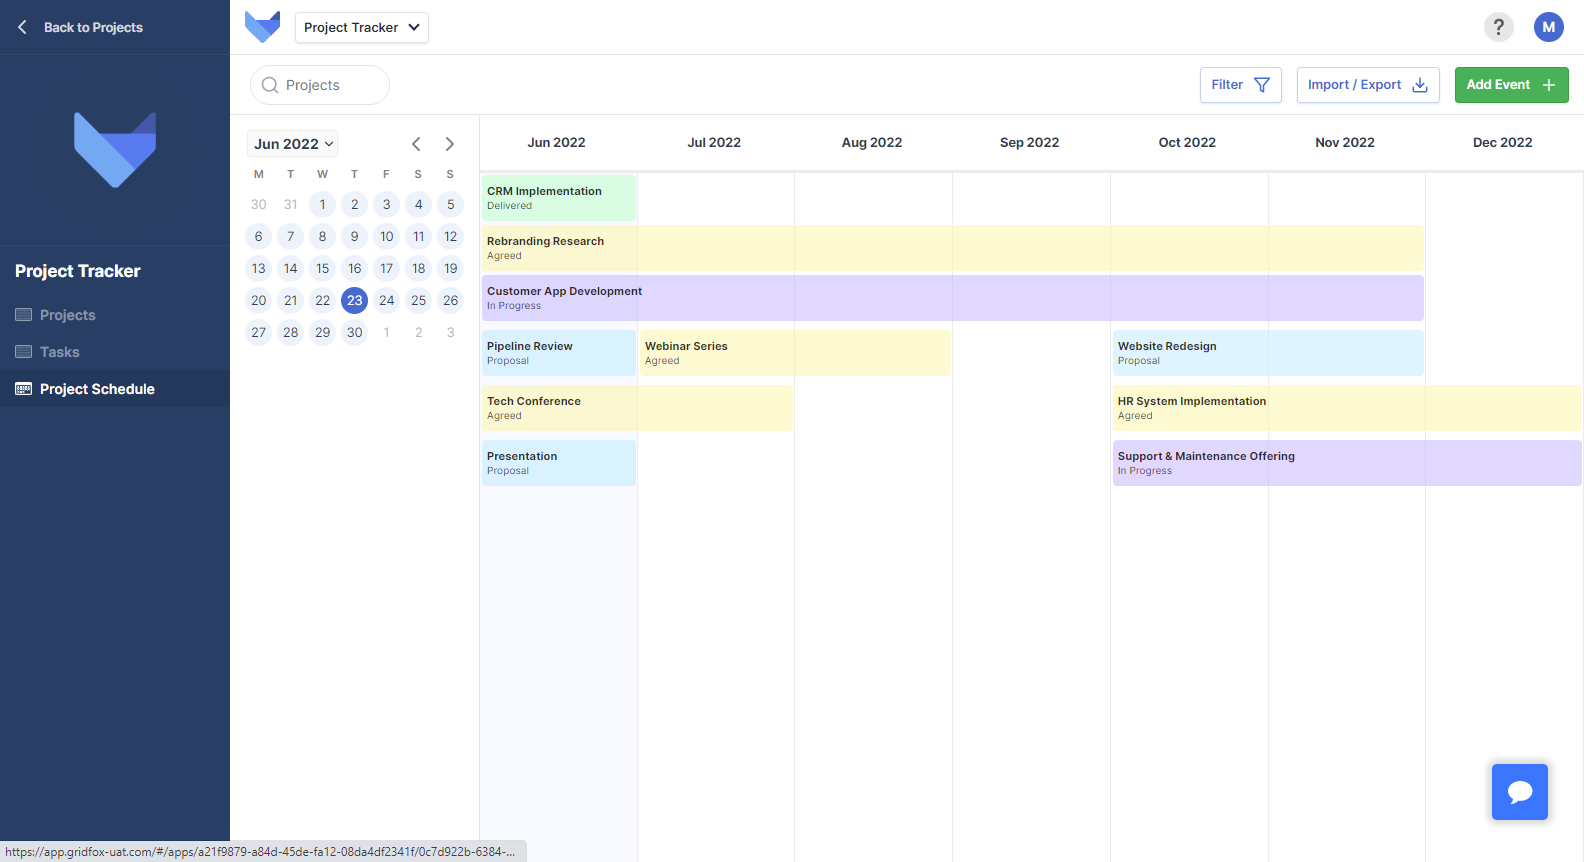 Back to Projects
Project Tracker
? M
Projects
Filter Import / Export Add Event +
Project Tracker
Projects
Tasks
Project Schedule
Jun 2022
M T W T F S S
30 31 1 2 3 4 5
6 7 8 9 10 11 12
13 14 15 16 17 18 19
20 21 22 23 24 25 26
27 28 29 30 1 2 3
Jun 2022 Jul 2022 Aug 2022 Sep 2022 Oct 2022 Nov 2022 Dec 2022
CRM Implementation
Delivered
Rebranding Research
Agreed
Customer App Development
In Progress
Pipeline Review
Proposal
Webinar Series
Agreed
Website Redesign
Proposal
Tech Conference
Agreed
HR System Implementation
Agreed
Presentation
Proposal
Support & Maintenance Offering
In Progress
https://app.gridfox-uat.com/#/apps/a21f9879-a84d-45de-fa12-08da4df2341f/0c7d922b-6384-...